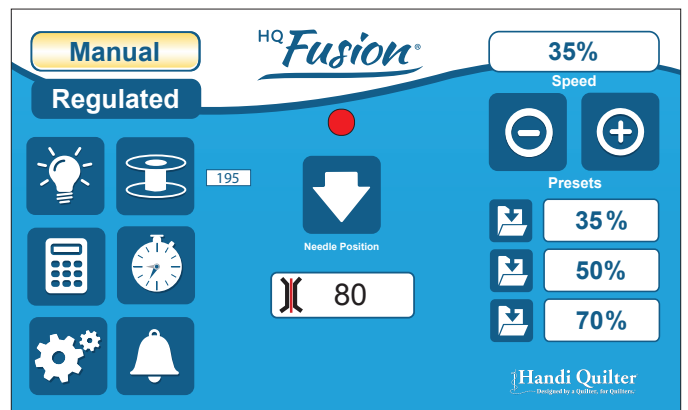 Manual
Regulated
HQ Fusion®
35%
Speed
Presets
35%
50%
70%
195
Needle Position
80
Handi Quilter
Designed by a Quilter, for Quilters.